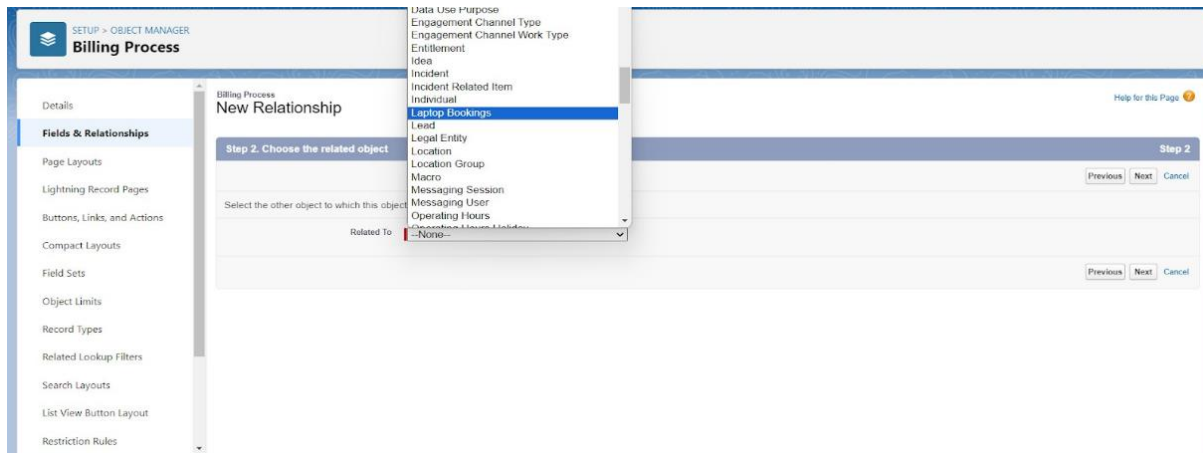 SETUP > OBJECT MANAGER
Billing Process
Details
Fields & Relationships
Page Layouts
Lightning Record Pages
Buttons, Links, and Actions
Compact Layouts
Field Sets
Object Limits
Record Types
Related Lookup Filters
Search Layouts
List View Button Layout
Restriction Rules
Billing Process
New Relationship
Help for this Page
Step 2. Choose the related object
Step 2
Previous Next Cancel
Select the other object to which this object
Related To
Data Use Purpose
Engagement Channel Type
Engagement Channel Work Type
Entitlement
Idea
Incident
Incident Related Item
Individual
Laptop Bookings
Lead
Legal Entity
Location
Location Group
Macro
Messaging Session
Messaging User
Operating Hours
Operating Hours Holiday
--None--
Previous Next Cancel